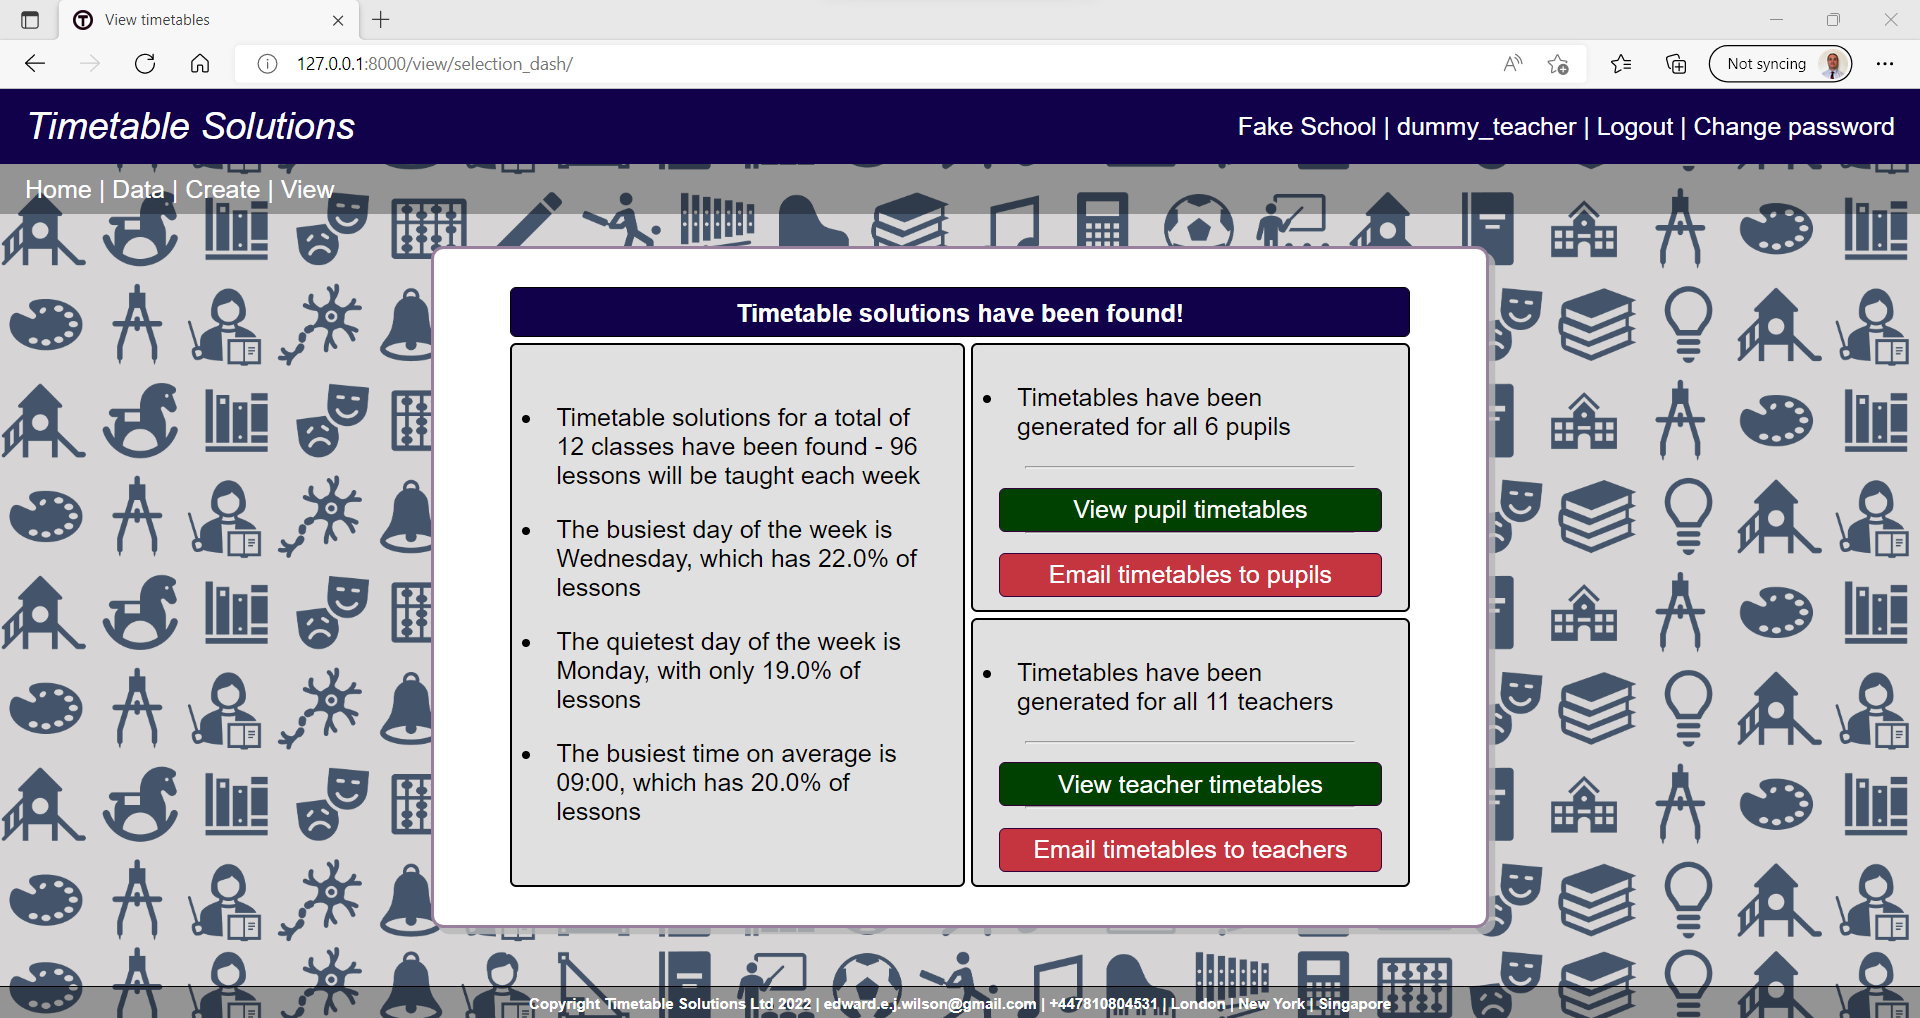 View timetables
127.0.0.1:8000/view/selection_dash/
Not syncing
Timetable Solutions
Fake School | dummy_teacher | Logout | Change password
Home | Data | Create | View
Timetable solutions have been found!
Timetable solutions for a total of
12 classes have been found - 96
lessons will be taught each week
The busiest day of the week is
Wednesday, which has 22.0% of
lessons
The quietest day of the week is
Monday, with only 19.0% of
lessons
The busiest time on average is
09:00, which has 20.0% of
lessons
Timetables have been
generated for all 6 pupils
View pupil timetables
Email timetables to pupils
Timetables have been
generated for all 11 teachers
View teacher timetables
Email timetables to teachers
Copyright Timetable Solutions Ltd 2022 | edward.e.j.wilson@gmail.com | +447810804531 | London | New York | Singapore